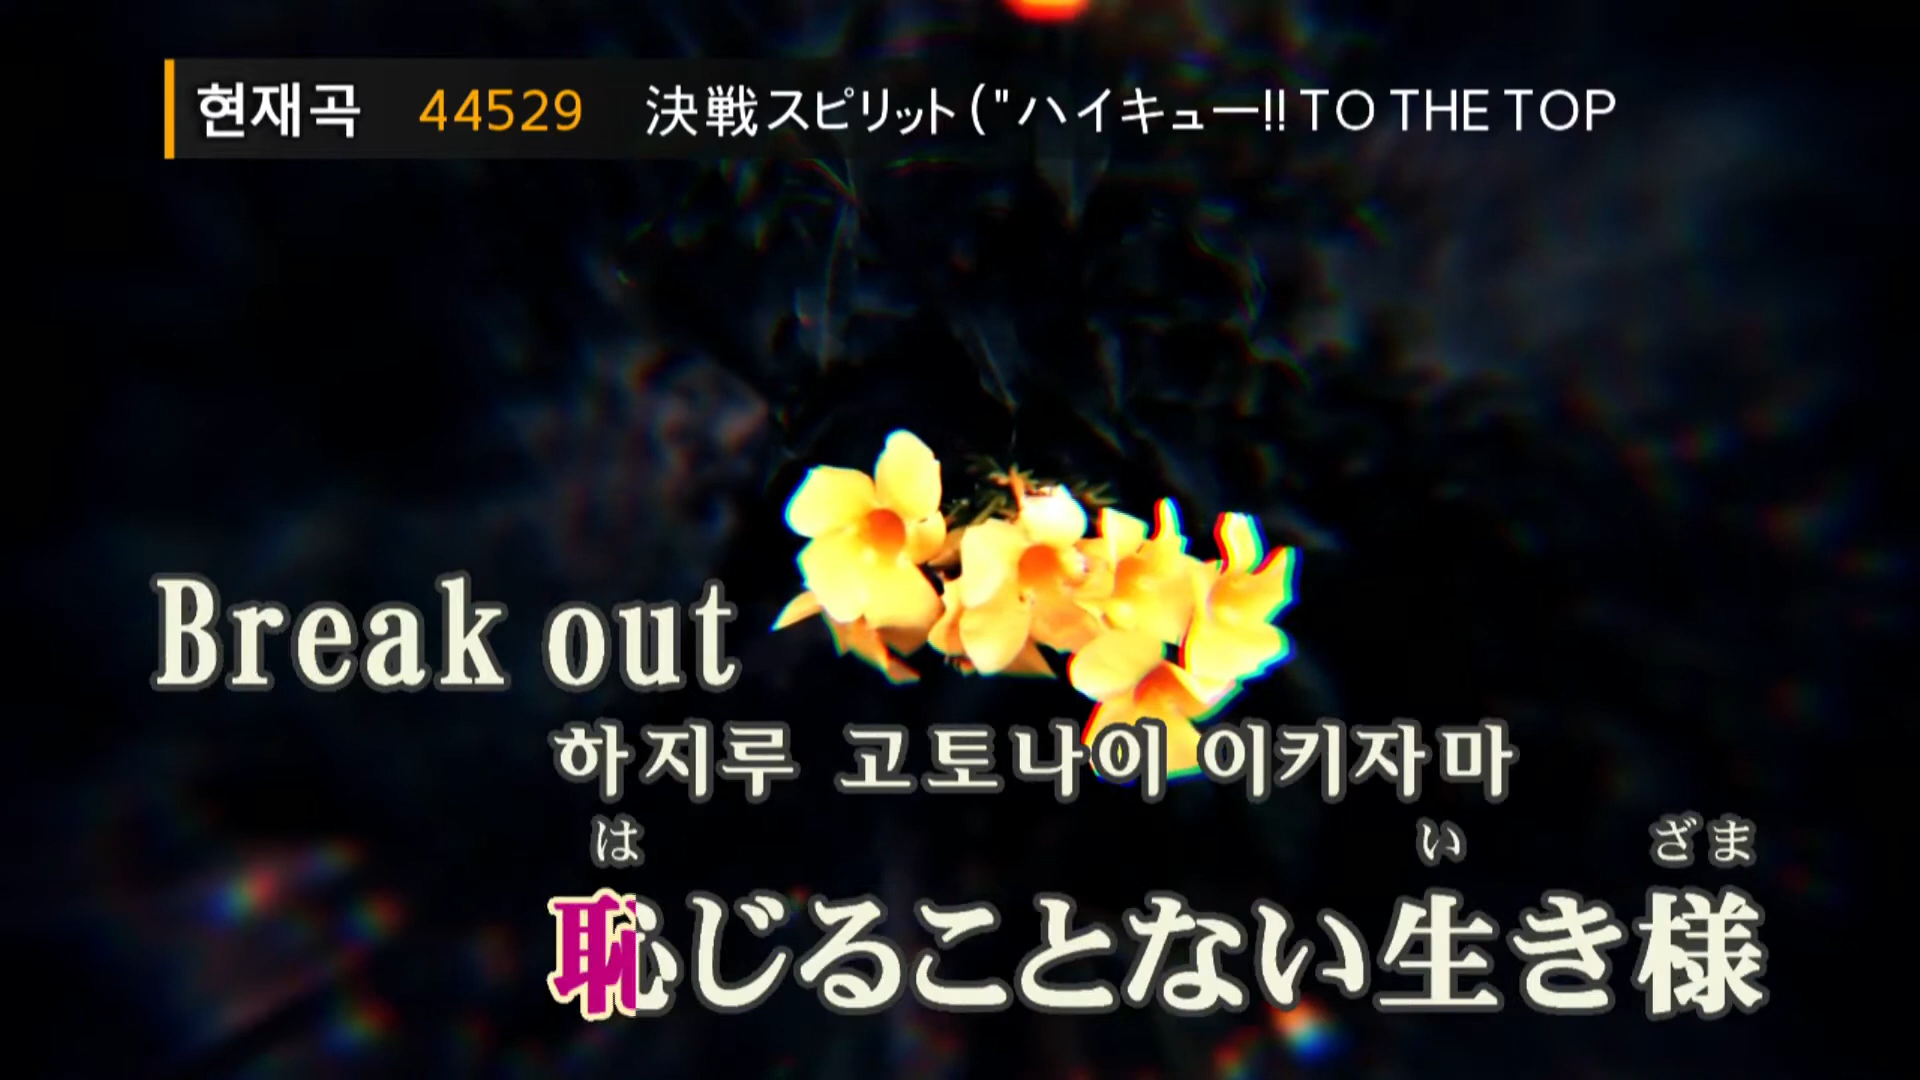 현재곡 44529 決戦スピリット("ハイキュー!! TO THE TOP
Break out
하지루 고토나이 이키자마
は い ざま
恥じることない生き様